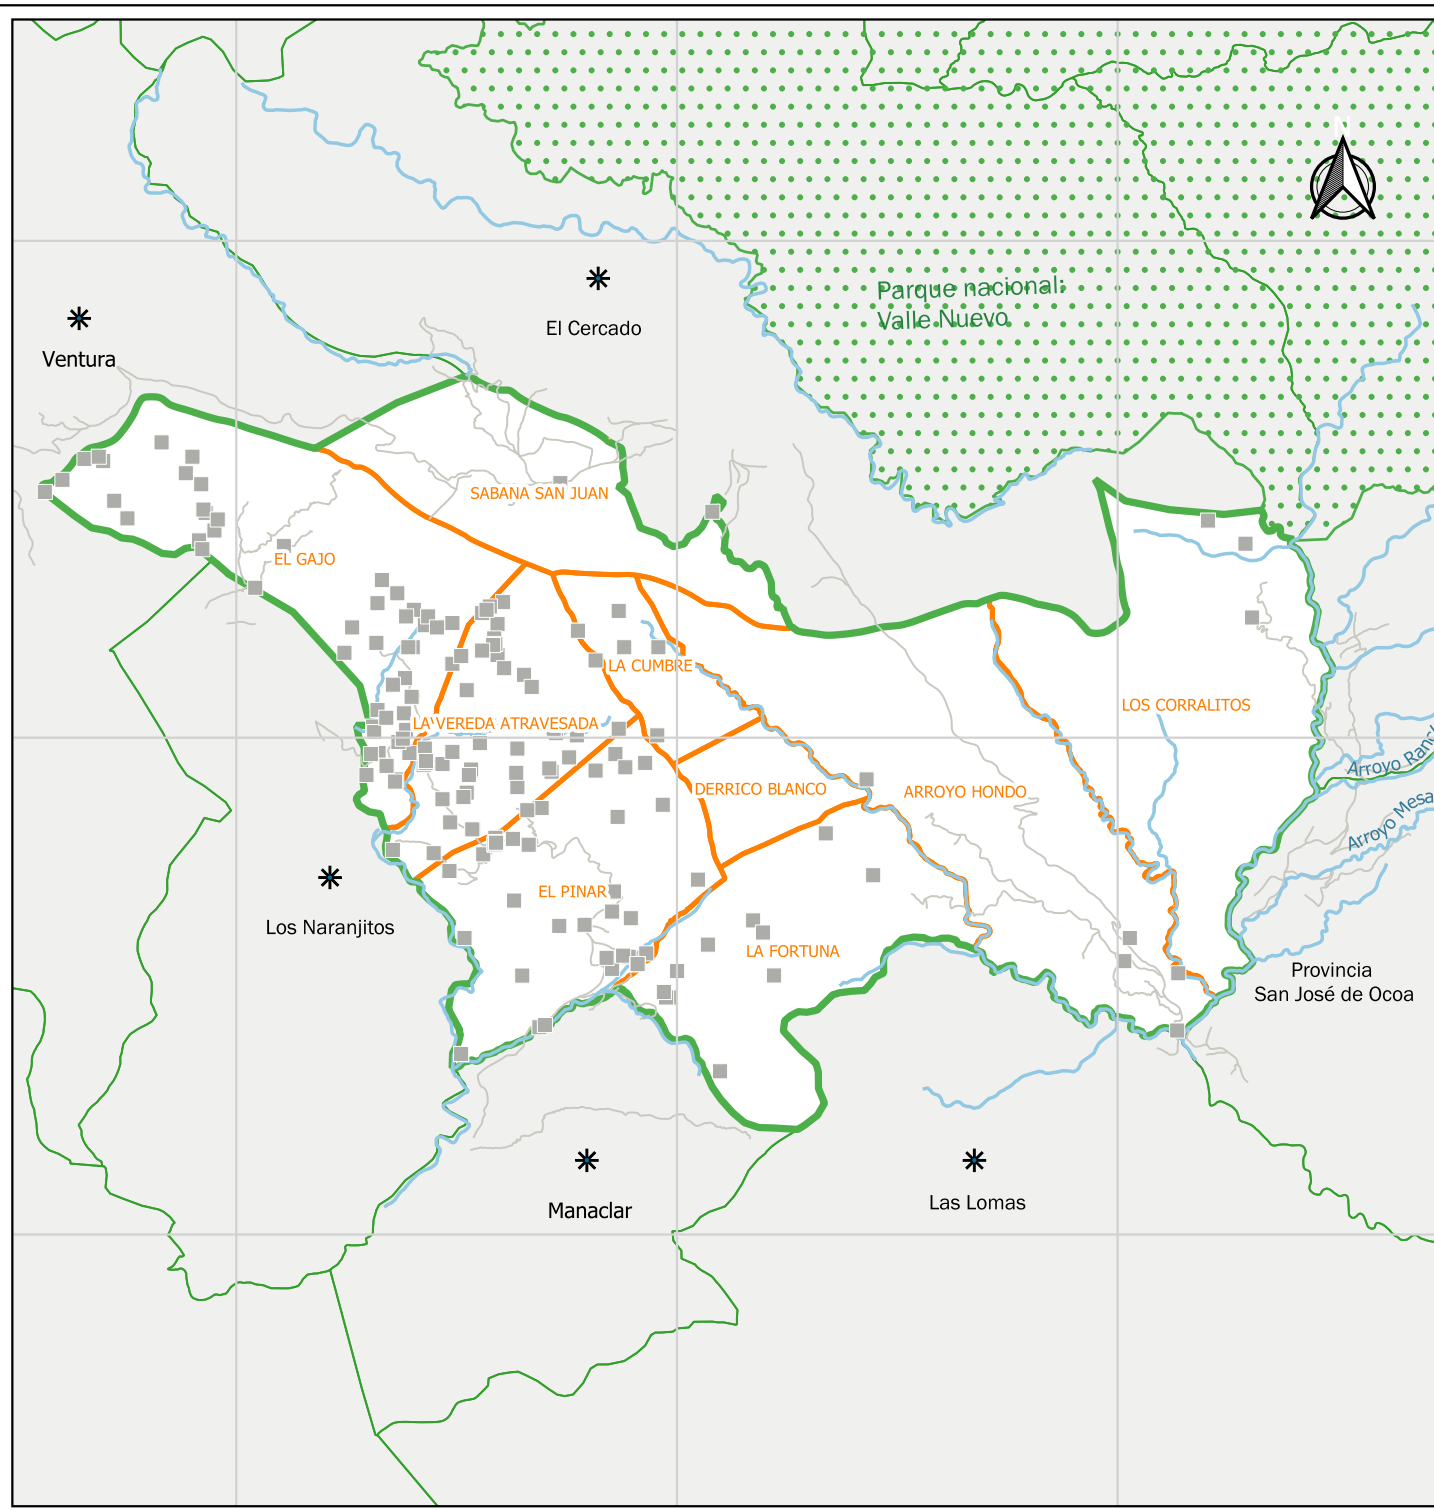 N
Parque nacional:
Valle Nuevo
El Cercado
Ventura
SABANA SAN JUAN
EL GAJO
LA CUMBRE
LOS CORRALITOS
LA VEREDA ATRAVESADA
DERRICO BLANCO
ARROYO HONDO
Arroyo Ranch
Arroyo Mesa
EL PINAR
Los Naranjitos
LA FORTUNA
Provincia
San José de Ocoa
Manaclar
Las Lomas